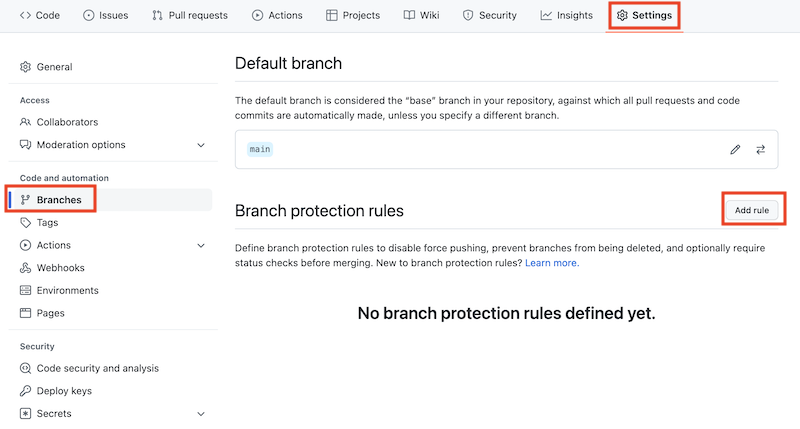 Code
Issues
Pull requests
Actions
Projects
Wiki
Security
Insights
Settings
General
Access
Collaborators
Moderation options
Code and automation
Branches
Tags
Actions
Webhooks
Environments
Pages
Security
Code security and analysis
Deploy keys
Secrets
Default branch
The default branch is considered the “base” branch in your repository, against which all pull requests and code
commits are automatically made, unless you specify a different branch.
main
Branch protection rules
Add rule
Define branch protection rules to disable force pushing, prevent branches from being deleted, and optionally require
status checks before merging. New to branch protection rules? Learn more.
No branch protection rules defined yet.